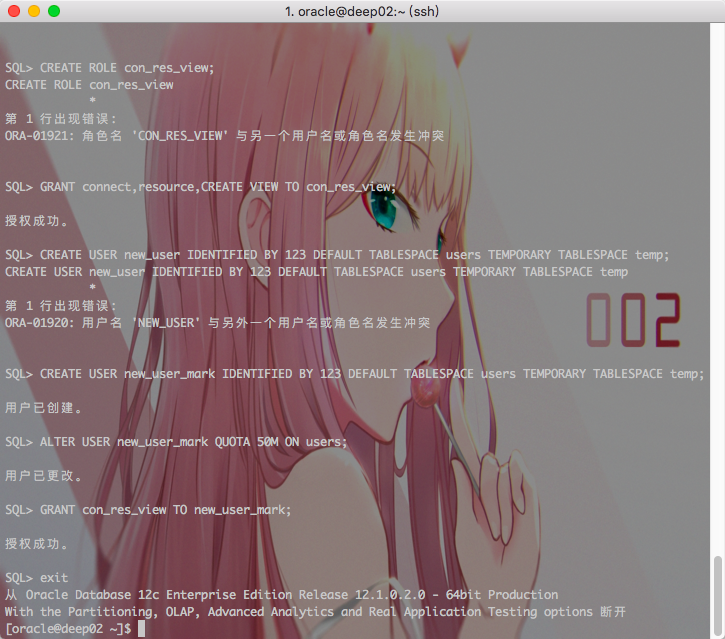 1. oracle@deep02:~ (ssh)
SQL> CREATE ROLE con_res_view;
CREATE ROLE con_res_view
*
第 1 行出现错误:
ORA-01921: 角色名 'CON_RES_VIEW' 与另一个用户名或角色名发生冲突
SQL> GRANT connect,resource,CREATE VIEW TO con_res_view;
授权成功。
SQL> CREATE USER new_user IDENTIFIED BY 123 DEFAULT TABLESPACE users TEMPORARY TABLESPACE temp;
CREATE USER new_user IDENTIFIED BY 123 DEFAULT TABLESPACE users TEMPORARY TABLESPACE temp
*
第 1 行出现错误:
ORA-01920: 用户名 'NEW_USER' 与另外一个用户名或角色名发生冲突
002
SQL> CREATE USER new_user_mark IDENTIFIED BY 123 DEFAULT TABLESPACE users TEMPORARY TABLESPACE temp;
用户已创建。
SQL> ALTER USER new_user_mark QUOTA 50M ON users;
用户已更改。
SQL> GRANT con_res_view TO new_user_mark;
授权成功。
SQL> exit
从 Oracle Database 12c Enterprise Edition Release 12.1.0.2.0 - 64bit Production
With the Partitioning, OLAP, Advanced Analytics and Real Application Testing options 断开
[oracle@deep02 ~]$